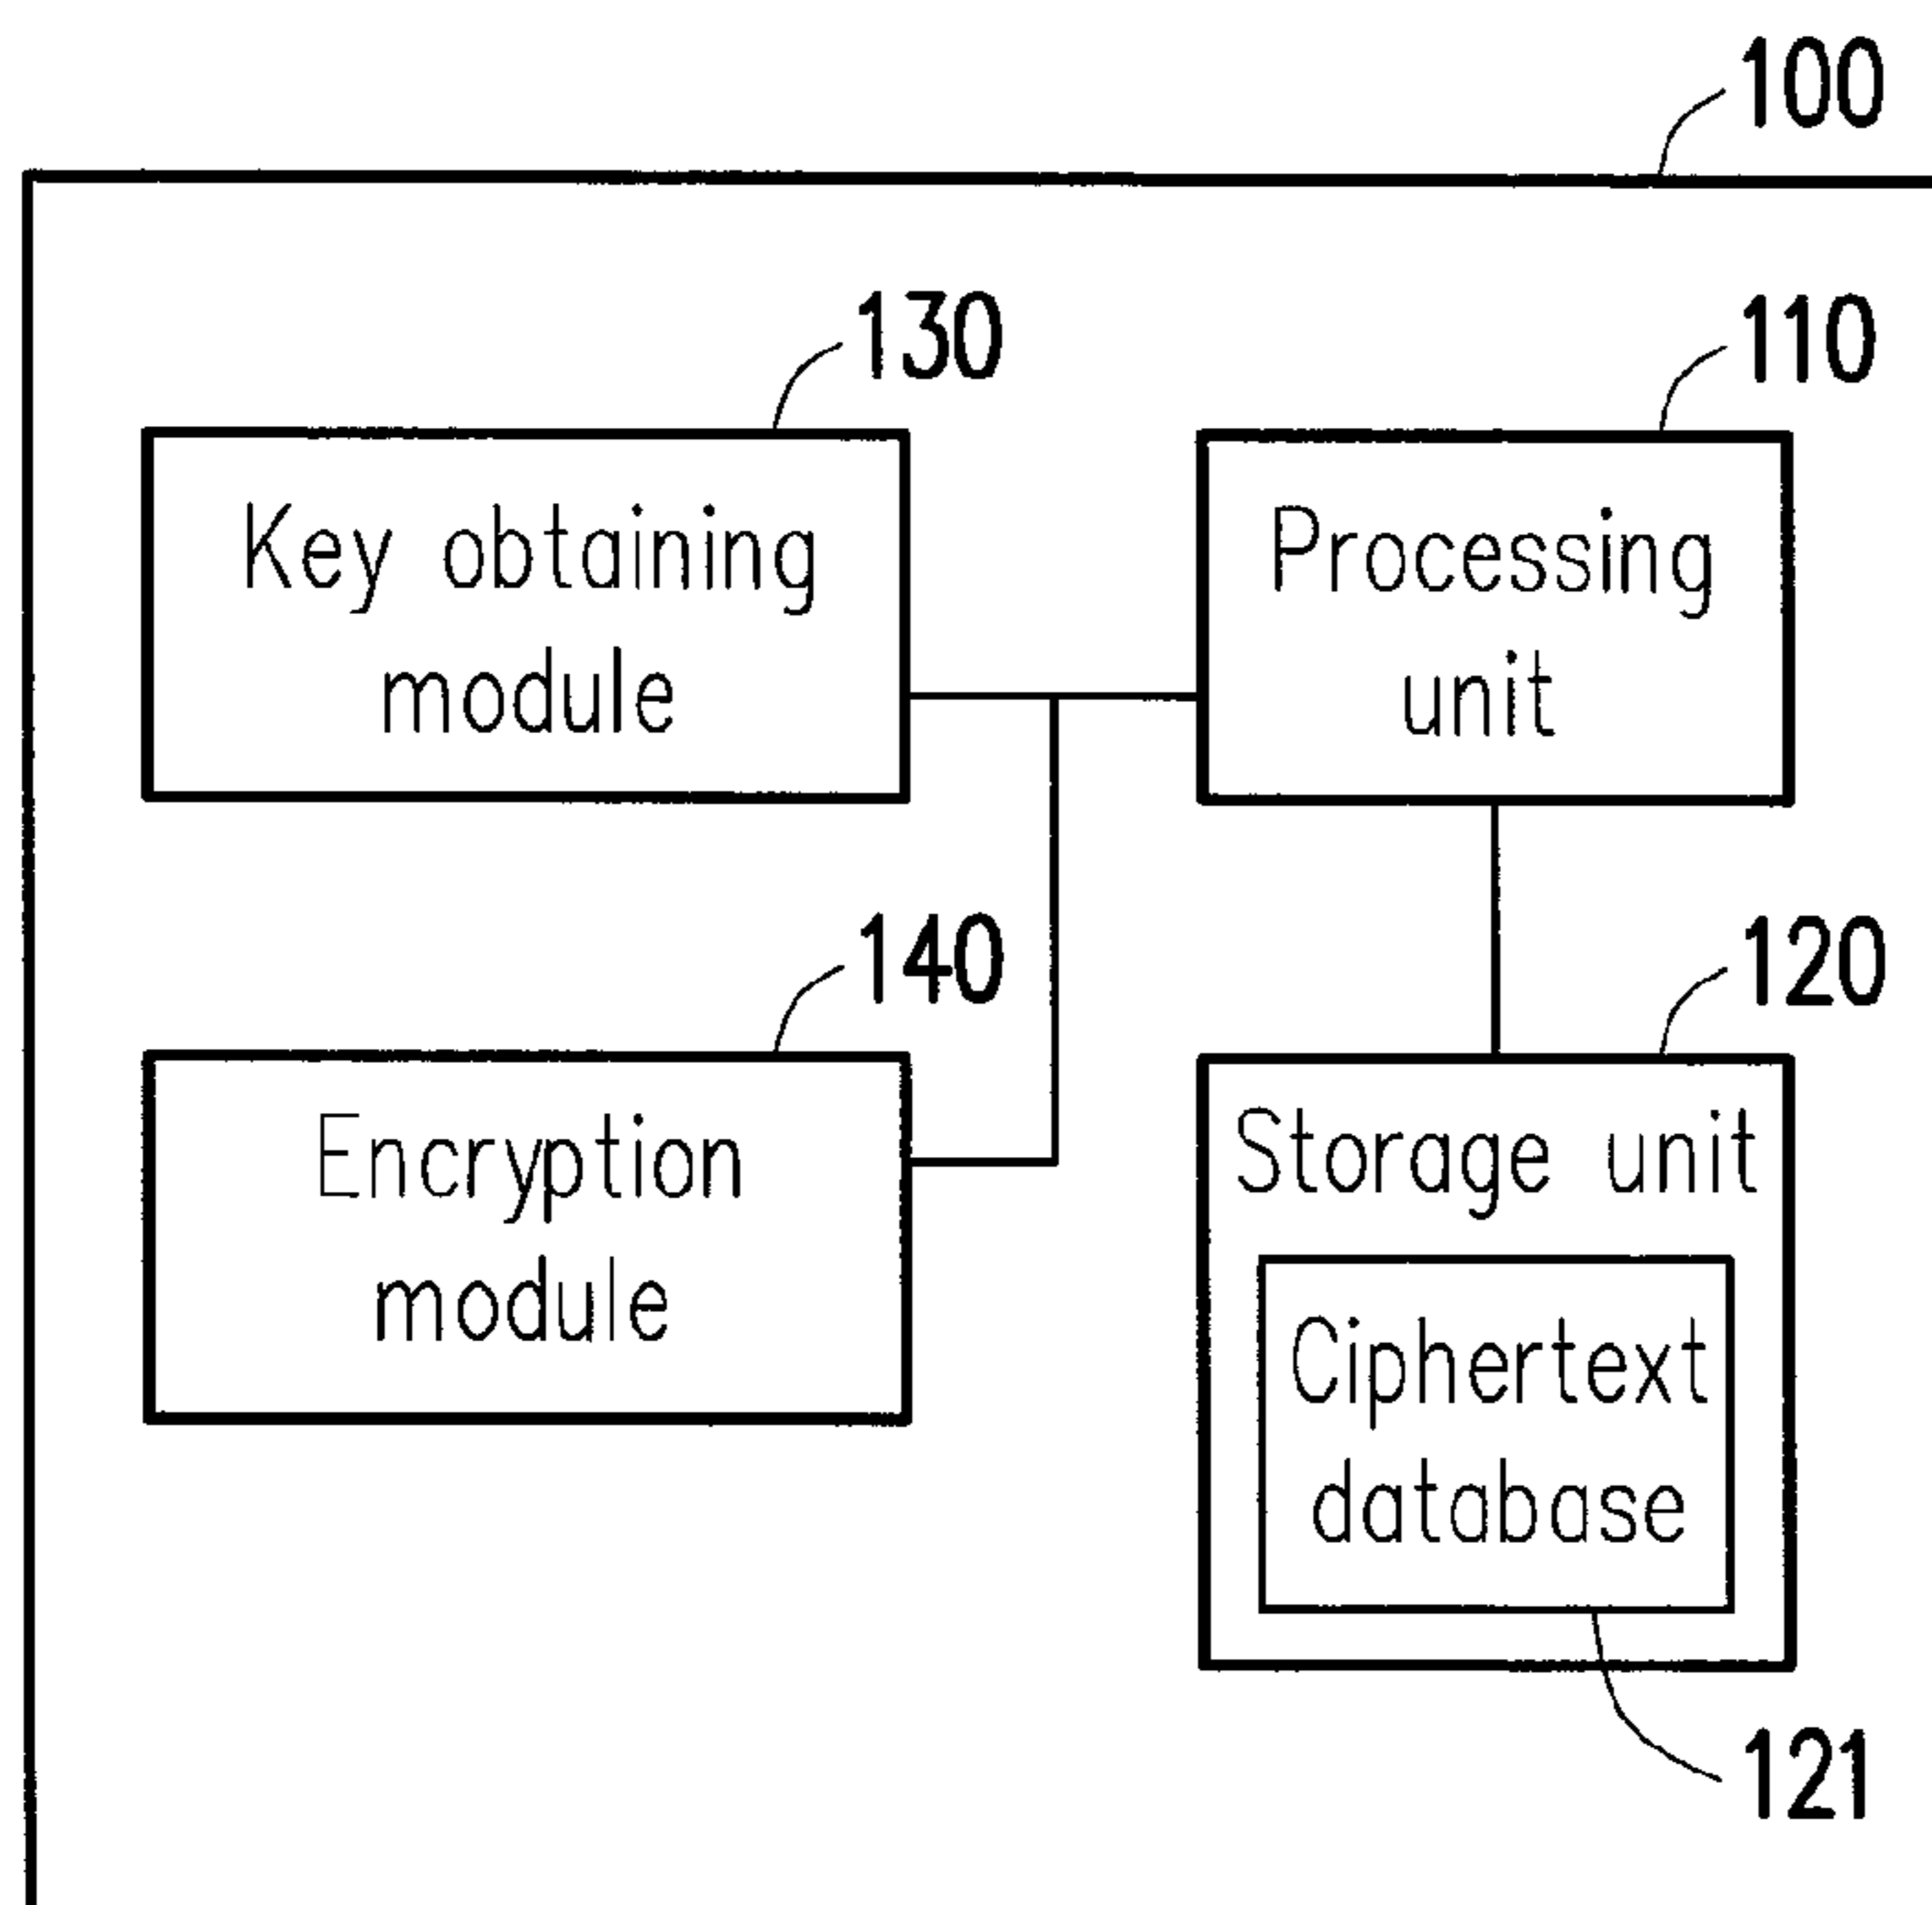 100
130
110
Key obtaining
module
Processing
unit
140
120
Encryption
module
Storage unit
Ciphertext
database
121